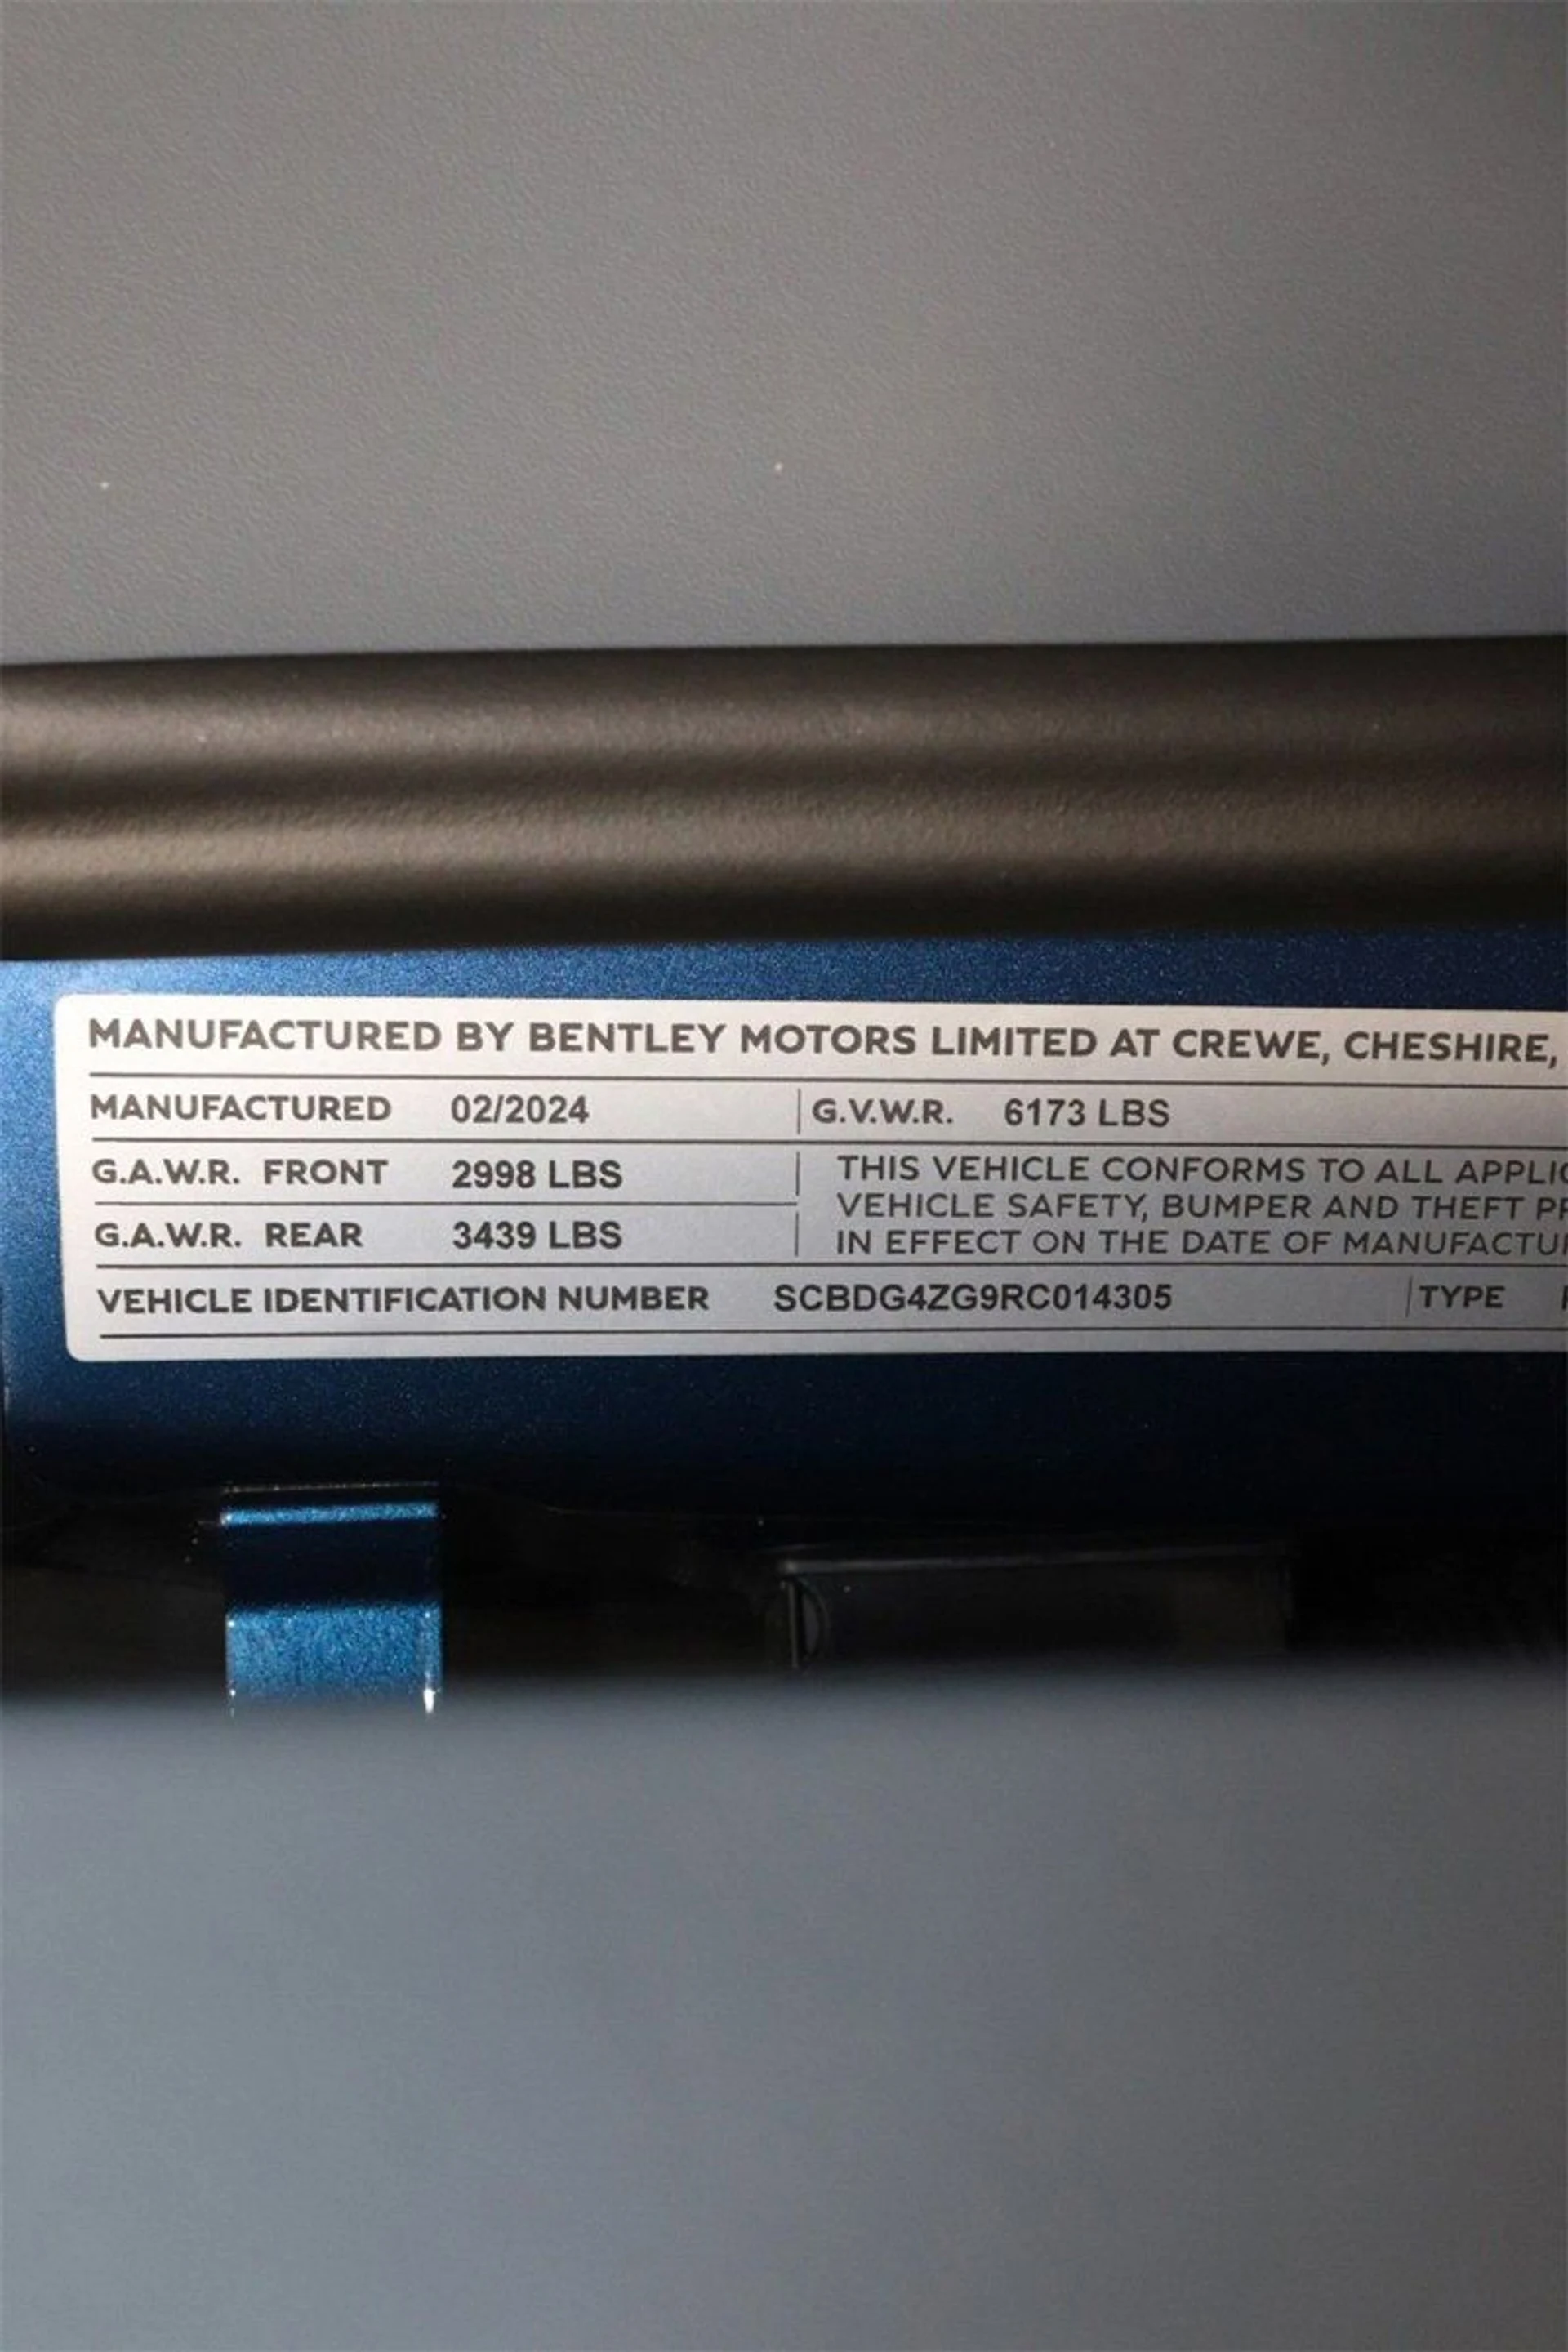 MANUFACTURED BY BENTLEY MOTORS LIMITED AT CREWE, CHESHIRE,
MANUFACTURED 02/2024 G.V.W.R. 6173 LBS
G.A.W.R. FRONT 2998 LBS
THIS VEHICLE CONFORMS TO ALL
VEHICLE SAFETY, BUMPER AND THEFT
IN EFFECT ON THE DATE OF
G.A.W.R. REAR 3439 LBS
VEHICLE IDENTIFICATION NUMBER SCBDG4ZG9RC014305 TYPE